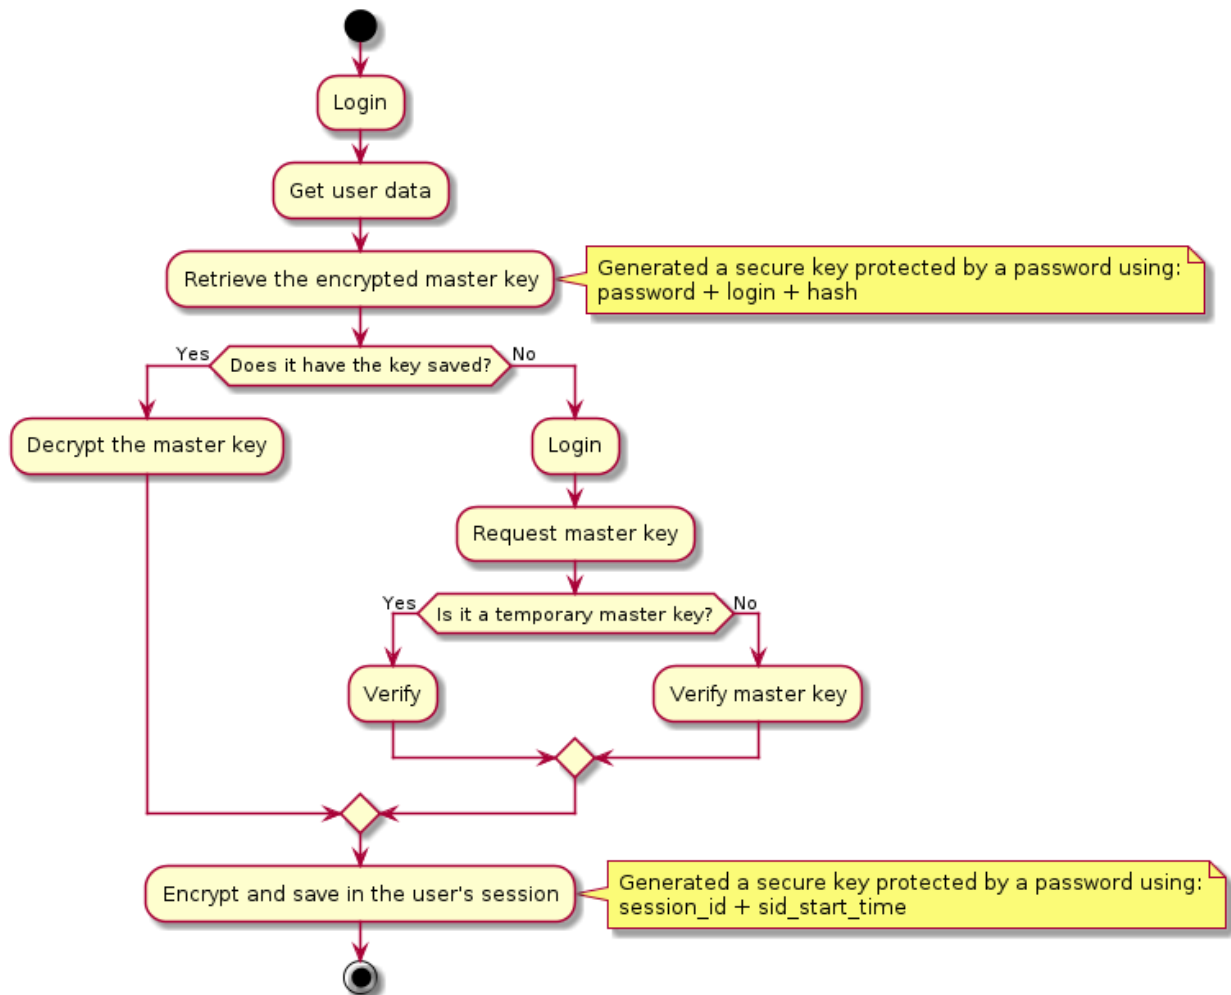 Login
Get user data
Retrieve the encrypted master key
Generated a secure key protected by a password using:
password + login + hash
Yes
Does it have the key saved?
No
Decrypt the master key
Login
Request master key
Yes
Is it a temporary master key?
No
Verify
Verify master key
Encrypt and save in the user's session
Generated a secure key protected by a password using:
session_id + sid_start_time